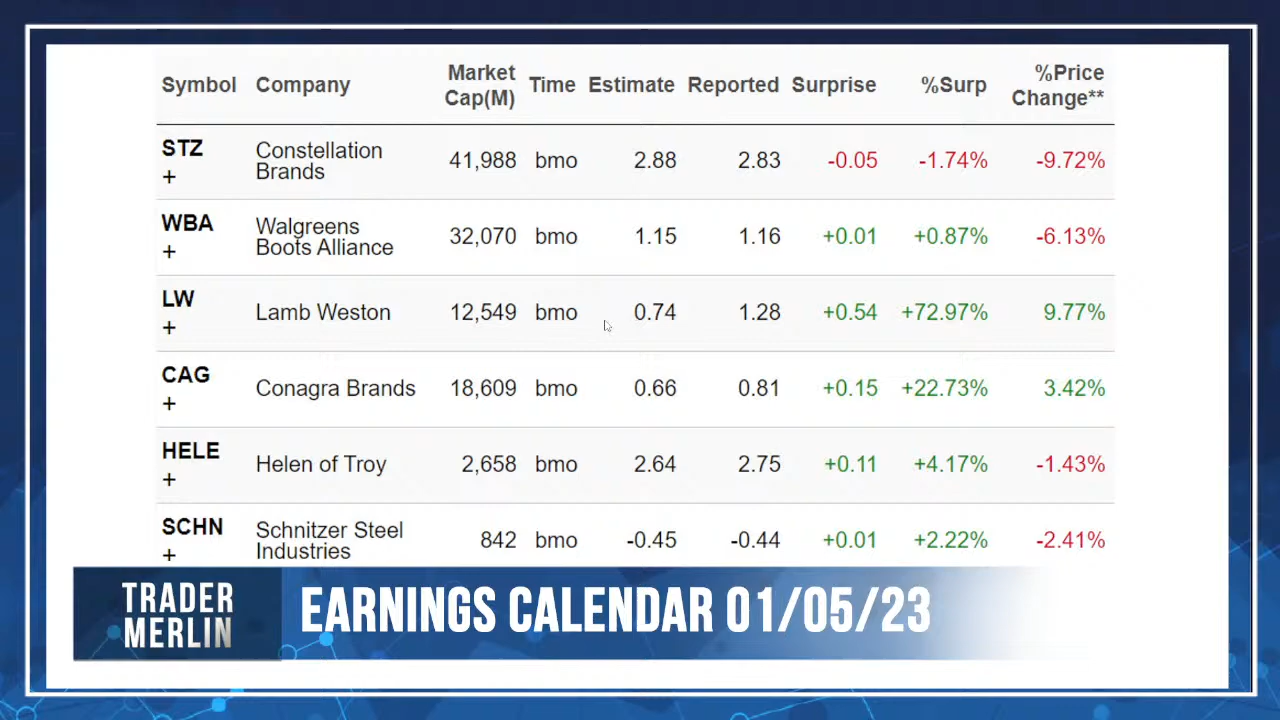 Symbol Company Market Cap(M) Time Estimate Reported Surprise %Surp %Price Change**
STZ + Constellation Brands 41,988 bmo 2.88 2.83 -0.05 -1.74% -9.72%
WBA + Walgreens Boots Alliance 32,070 bmo 1.15 1.16 +0.01 +0.87% -6.13%
LW + Lamb Weston 12,549 bmo 0.74 1.28 +0.54 +72.97% 9.77%
CAG + Conagra Brands 18,609 bmo 0.66 0.81 +0.15 +22.73% 3.42%
HELE + Helen of Troy 2,658 bmo 2.64 2.75 +0.11 +4.17% -1.43%
SCHN + Schnitzer Steel Industries 842 bmo -0.45 -0.44 +0.01 +2.22% -2.41%
TRADER
MERLIN
EARNINGS CALENDAR 01/05/23